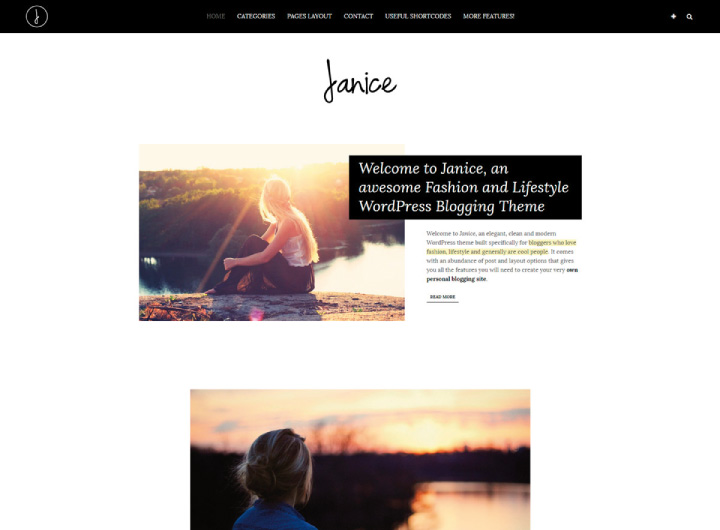 HOME CATEGORIES PAGES LAYOUT CONTACT USEFUL SHORTCODES MORE FEATURES!
Janice
Welcome to Janice, an
awesome Fashion and Lifestyle
WordPress Blogging Theme
Welcome to Janice, an elegant, clean and modern
WordPress theme built specifically for bloggers who love
fashion, lifestyle and generally are cool people. It comes
with an abundance of post and layout options that gives
you all the features you will need to create your very own
personal blogging site.
READ MORE